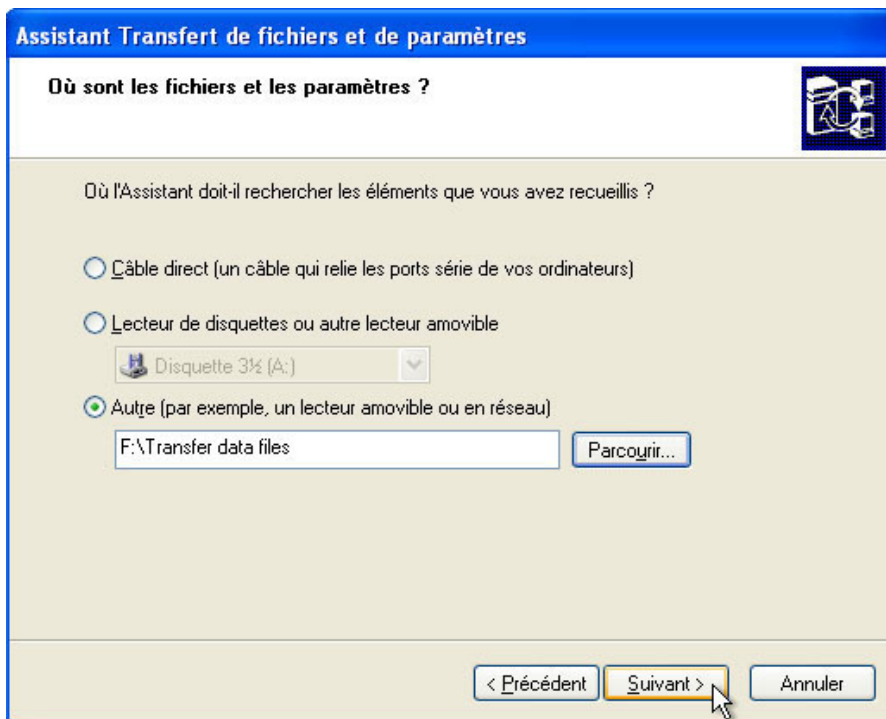 Assistant Transfert de fichiers et de paramètres
Où sont les fichiers et les paramètres ?
Où l'Assistant doit-il rechercher les éléments que vous avez recueillis ?
Câble direct (un câble qui relie les ports série de vos ordinateurs)
Lecteur de disquettes ou autre lecteur amovible
Disquette 3½ (A:)
Autre (par exemple, un lecteur amovible ou en réseau)
F:\Transfer data files
Parcourir...
< Précédent
Suivant >
Annuler